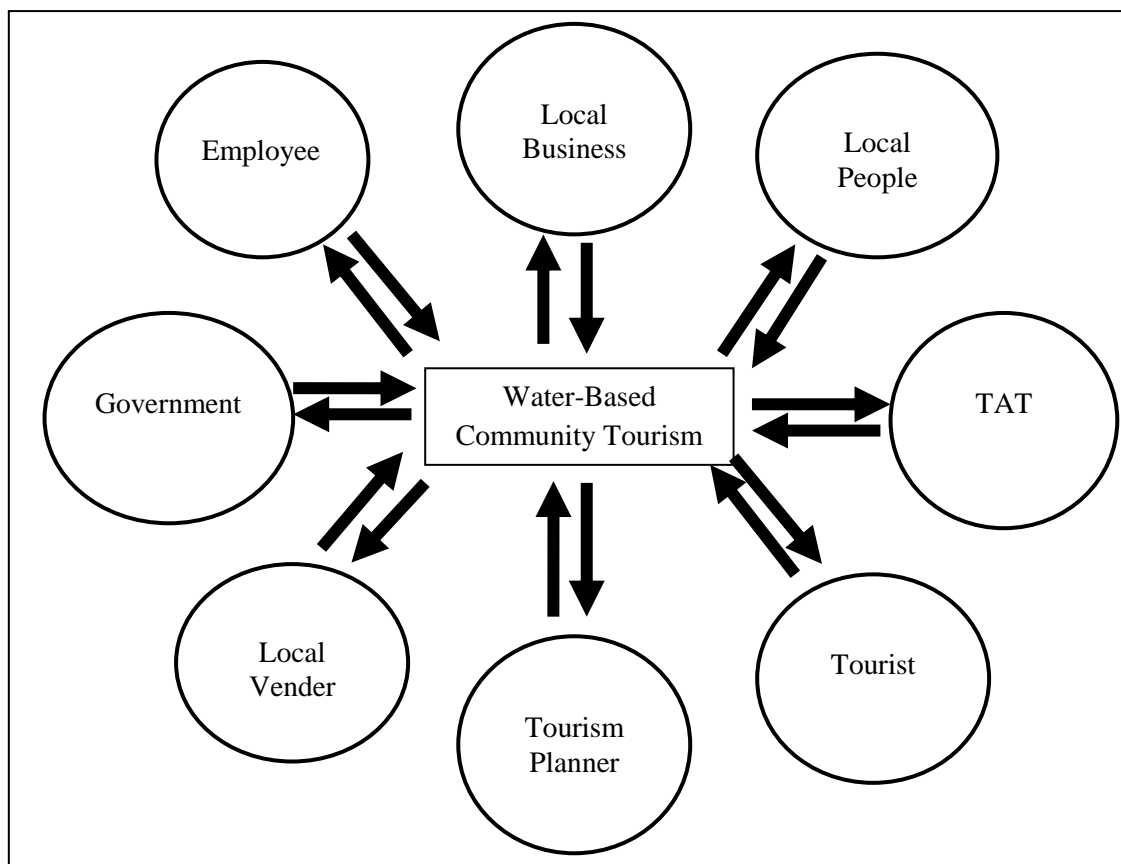 Local
Business
Employee
Local
People
Government
Water-Based
Community Tourism
TAT
Local
Vender
Tourism
Planner
Tourist